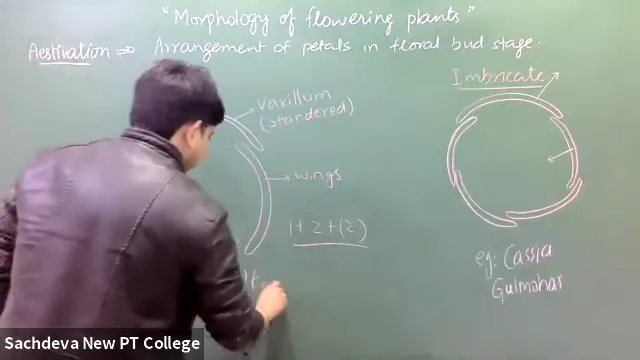 "Morphology of flowering plants"
Aestivation ⇒ Arrangement of petals in floral bud stage.
Imbricate
Vaxillum
(Standered)
wings
1+2+(2)
eg: Cassia
Gulmohar
Sachdeva New PT College